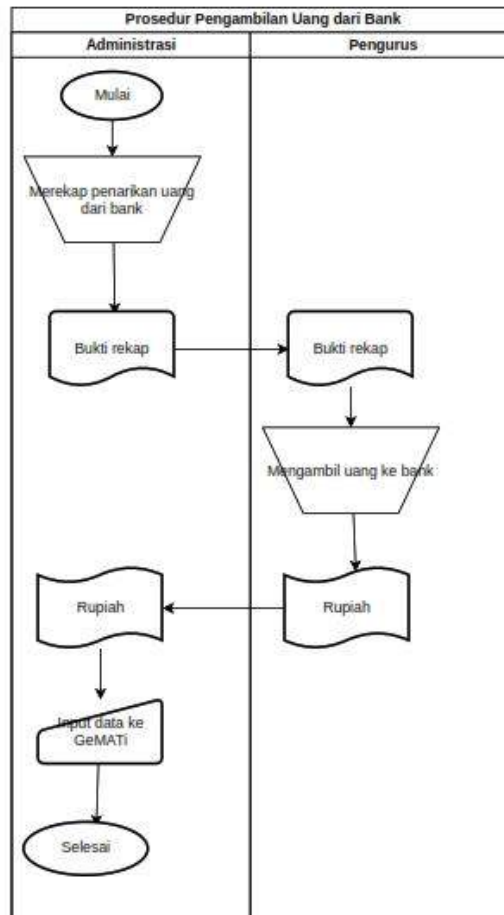 Prosedur Pengambilan Uang dari Bank
Administrasi
Pengurus
Mulai
Merekap penarikan uang
dari bank
Bukti rekap
Bukti rekap
Mengambil uang ke bank
Rupiah
Rupiah
Input data ke
GeMATi
Selesai